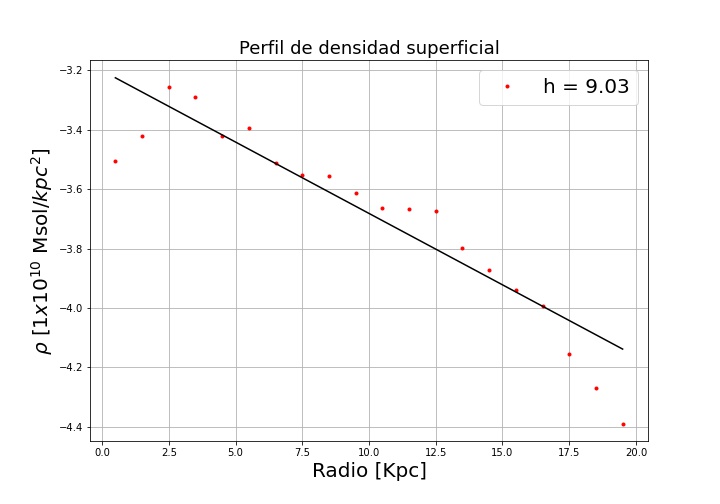 Perfil de densidad superficial
h = 9.03
−3.2
−3.4
−3.6
−3.8
−4.0
−4.2
−4.4
ρ [1x10^{10} Msol/kpc^2]
0.0 2.5 5.0 7.5 10.0 12.5 15.0 17.5 20.0
Radio [Kpc]